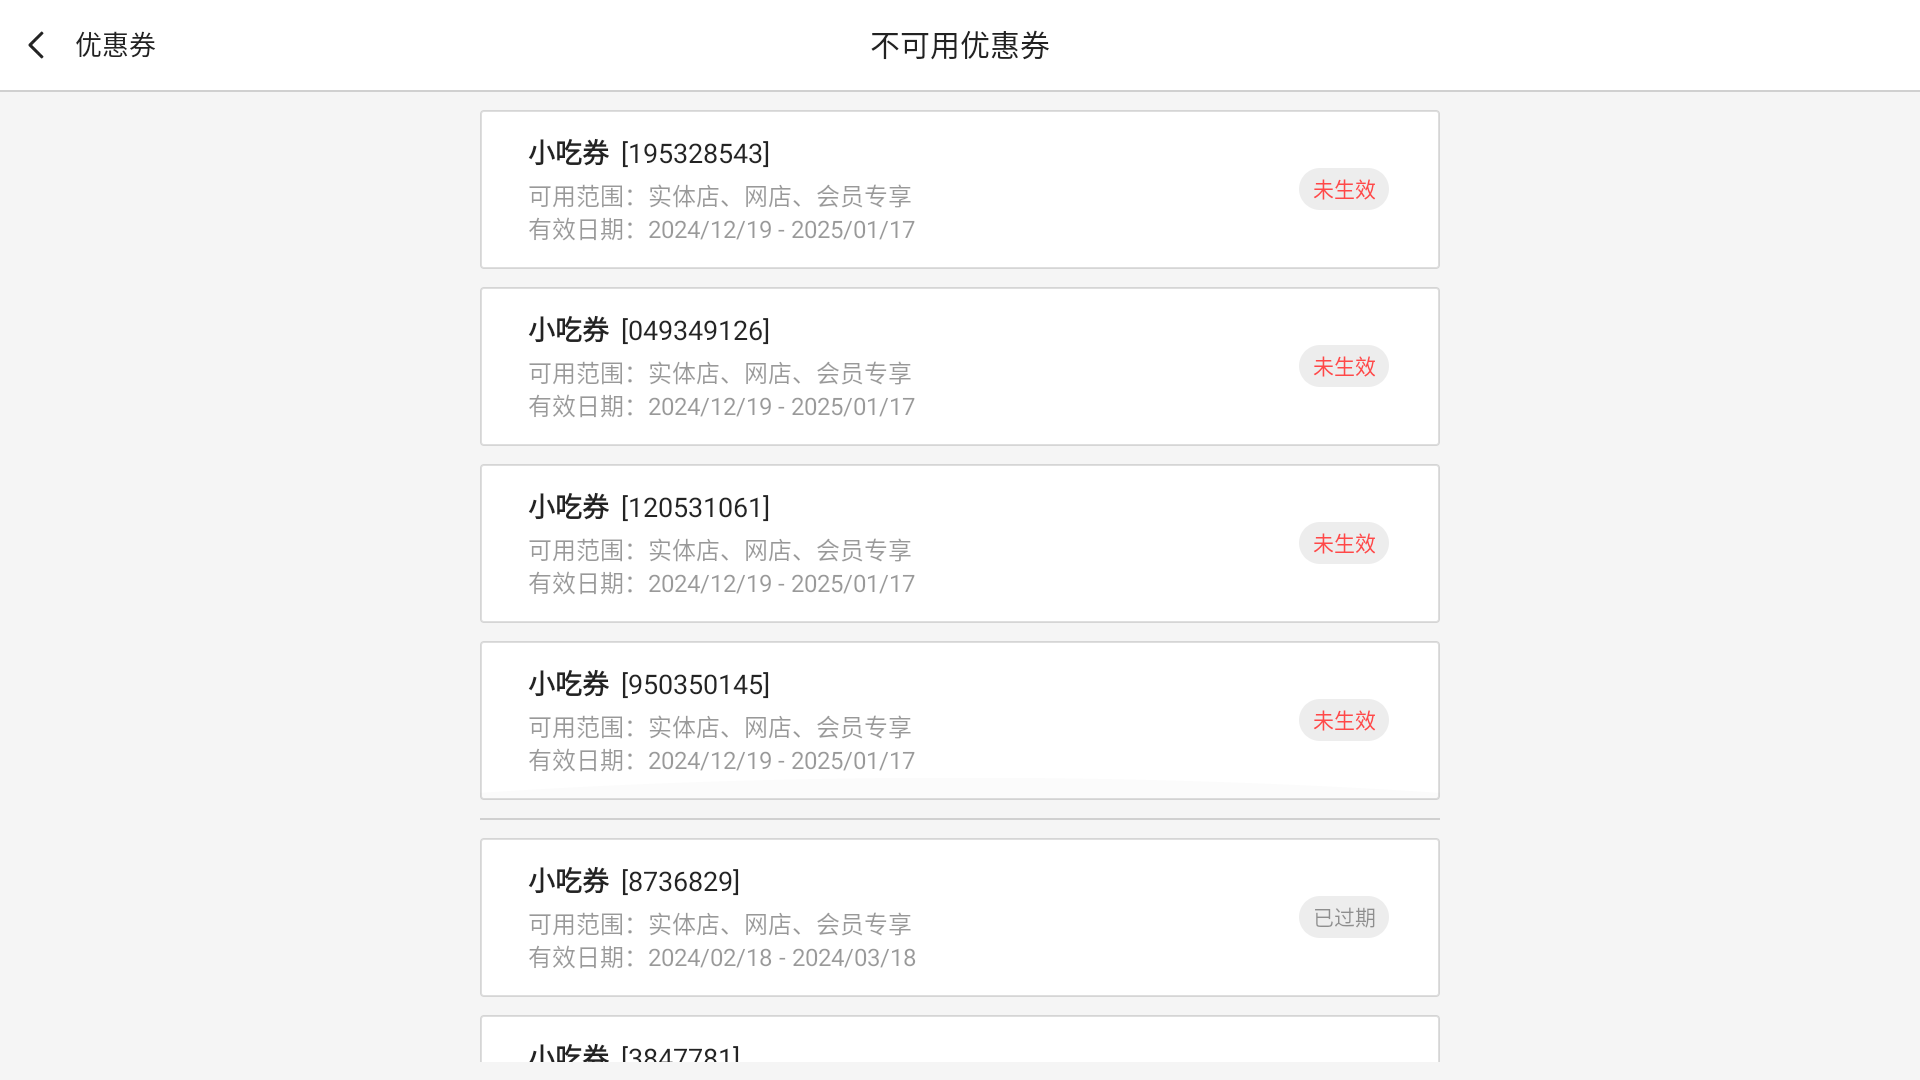 优惠券
不可用优惠券
小吃券 [195328543]
可用范围：实体店、网店、会员专享
有效日期：2024/12/19 - 2025/01/17
未生效
小吃券 [049349126]
可用范围：实体店、网店、会员专享
有效日期：2024/12/19 - 2025/01/17
未生效
小吃券 [120531061]
可用范围：实体店、网店、会员专享
有效日期：2024/12/19 - 2025/01/17
未生效
小吃券 [950350145]
可用范围：实体店、网店、会员专享
有效日期：2024/12/19 - 2025/01/17
未生效
小吃券 [8736829]
可用范围：实体店、网店、会员专享
有效日期：2024/02/18 - 2024/03/18
已过期
小吃券 [3847781]